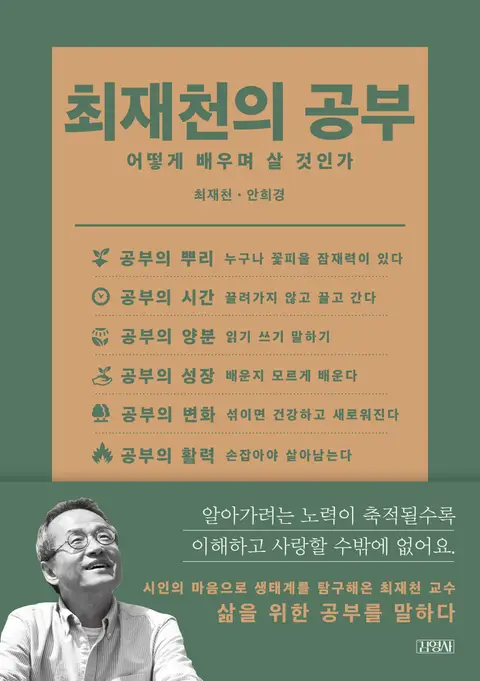 최재천의 공부
어떻게 배우며 살 것인가
최재천・안희경
공부의 뿌리 누구나 꽃피울 잠재력이 있다
공부의 시간 끌려가지 않고 끌고 간다
공부의 양분 읽기 쓰기 말하기
공부의 성장 배운지 모르게 배운다
공부의 변화 섞이면 건강하고 새로워진다
공부의 활력 손잡아야 살아남는다
알아가려는 노력이 축적될수록
이해하고 사랑할 수밖에 없어요.
시인의 마음으로 생태계를 탐구해온 최재천 교수
삶을 위한 공부를 말하다
김영사